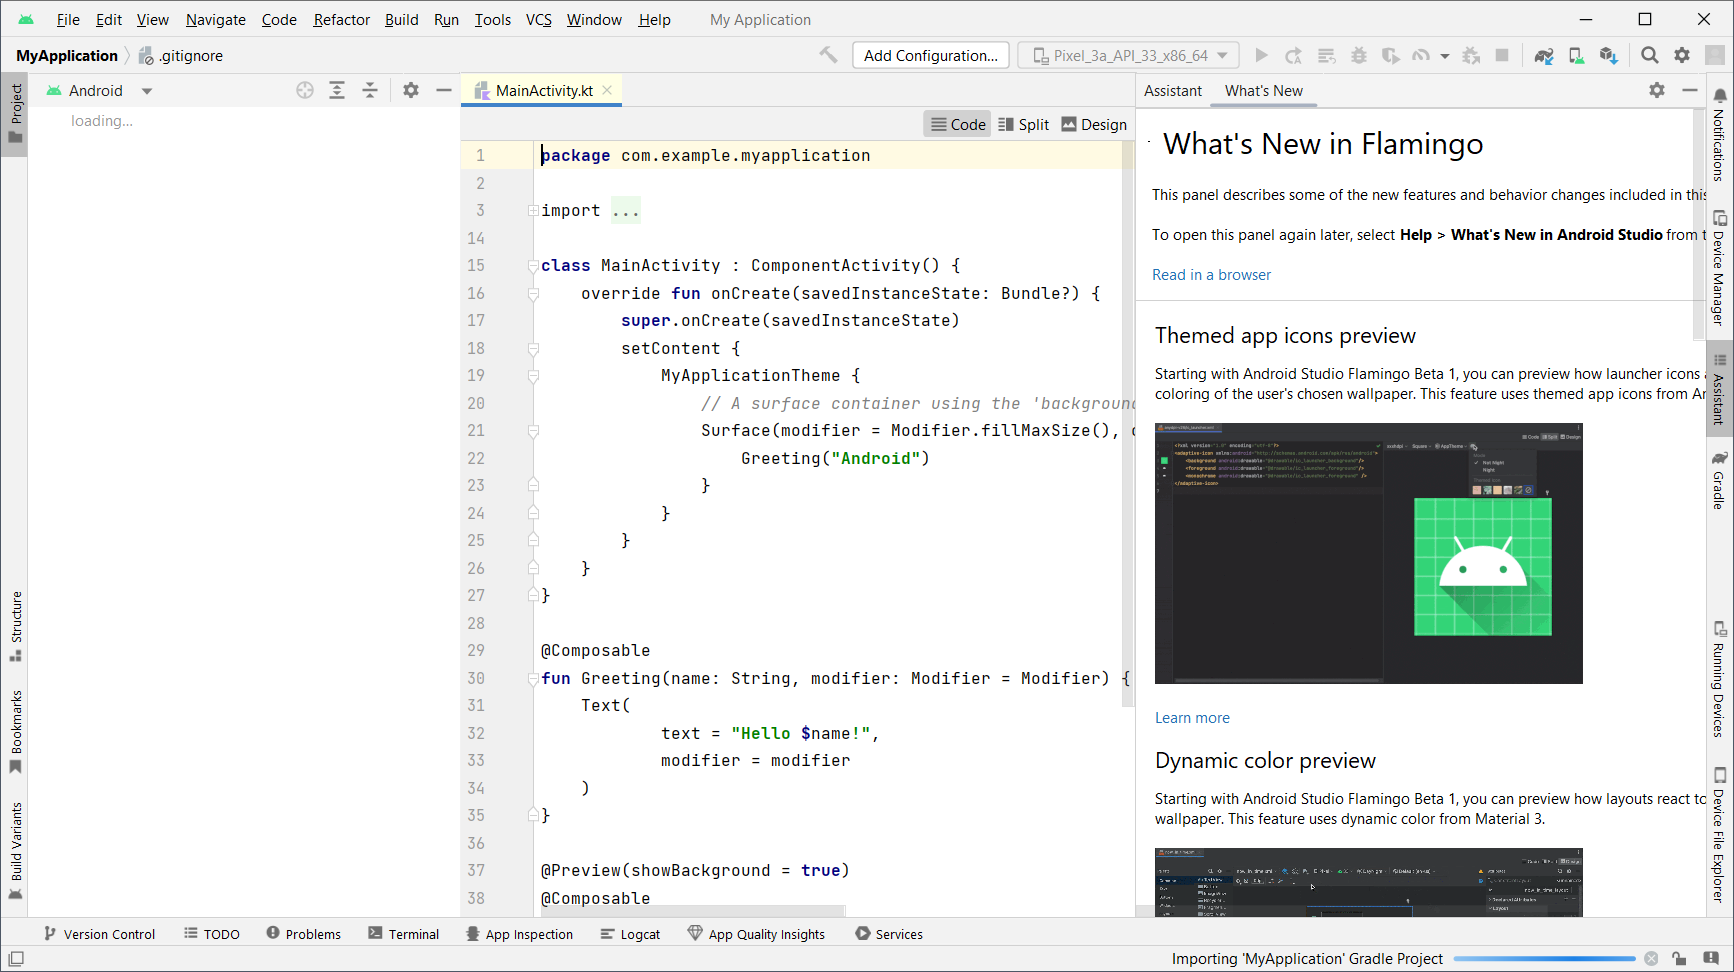 File Edit View Navigate Code Refactor Build Run Tools VCS Window Help My Application
MyApplication .gitignore
Add Configuration...
Pixel_3a_API_33_x86_64
Project
Android
loading...
Structure
Bookmarks
Build Variants
MainActivity.kt
Code Split Design
1 package com.example.myapplication
2
3 import ...
14
15 class MainActivity : ComponentActivity() {
16 override fun onCreate(savedInstanceState: Bundle?) {
17 super.onCreate(savedInstanceState)
18 setContent {
19 MyApplicationTheme {
20 // A surface container using the 'background
21 Surface(modifier = Modifier.fillMaxSize(),
22 Greeting("Android")
23 }
24 }
25 }
26 }
27 }
28
29 @Composable
30 fun Greeting(name: String, modifier: Modifier = Modifier) {
31 Text(
32 text = "Hello $name!",
33 modifier = modifier
34 )
35 }
36
37 @Preview(showBackground = true)
38 @Composable
Assistant What's New
What's New in Flamingo
This panel describes some of the new features and behavior changes included in this
To open this panel again later, select Help > What's New in Android Studio from t
Read in a browser
Themed app icons preview
Starting with Android Studio Flamingo Beta 1, you can preview how launcher icons
coloring of the user's chosen wallpaper. This feature uses themed app icons from
Learn more
Dynamic color preview
Starting with Android Studio Flamingo Beta 1, you can preview how layouts react to
wallpaper. This feature uses dynamic color from Material 3.
Notifications
Device Manager
Assistant
Gradle
Running Devices
Device File Explorer
Version Control TODO Problems Terminal App Inspection Logcat App Quality Insights Services
Importing 'MyApplication' Gradle Project